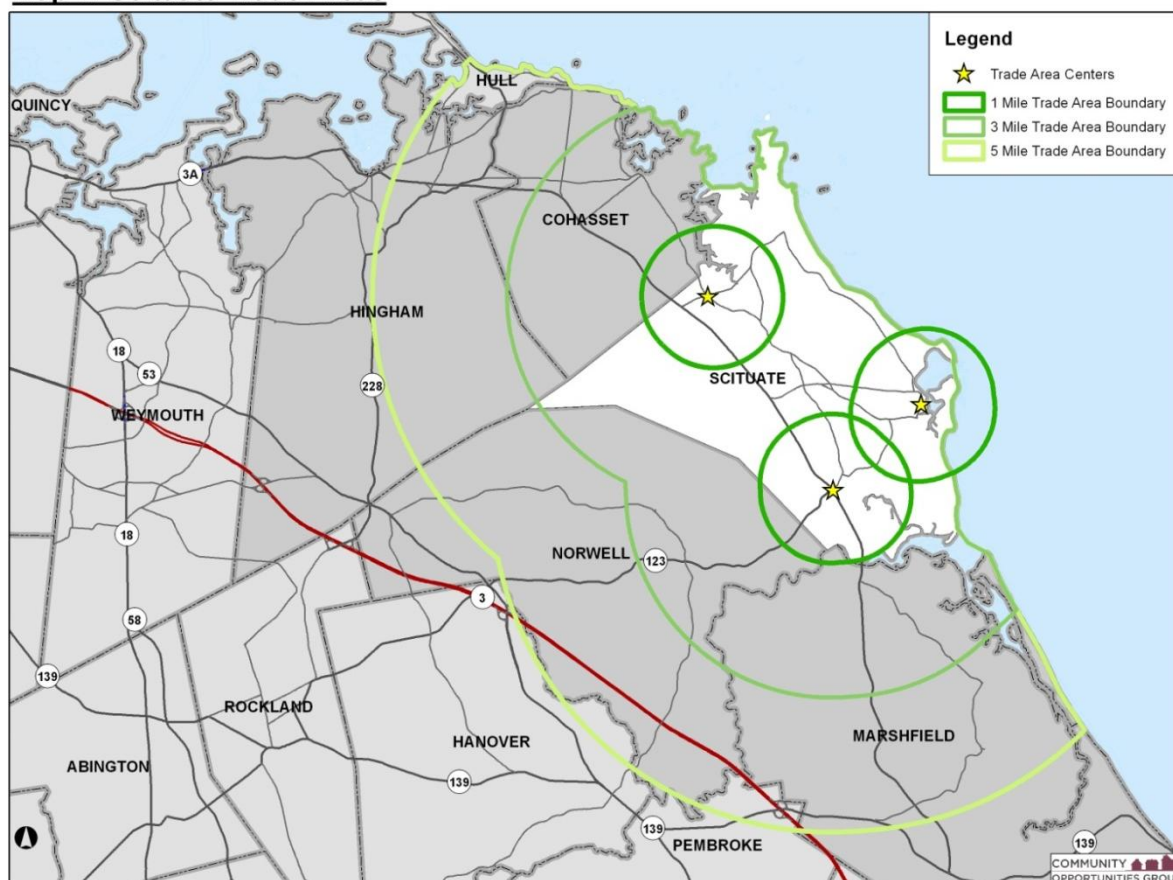 Legend
Trade Area Centers
1 Mile Trade Area Boundary
3 Mile Trade Area Boundary
5 Mile Trade Area Boundary
HULL
QUINCY
3A
COHASSET
HINGHAM
18
53
228
SCITUATE
WEYMOUTH
18
NORWELL
123
3
58
139
ROCKLAND
HANOVER
MARSHFIELD
ABINGTON
139
139
PEMBROKE
139
COMMUNITY
OPPORTUNITIES GROUP